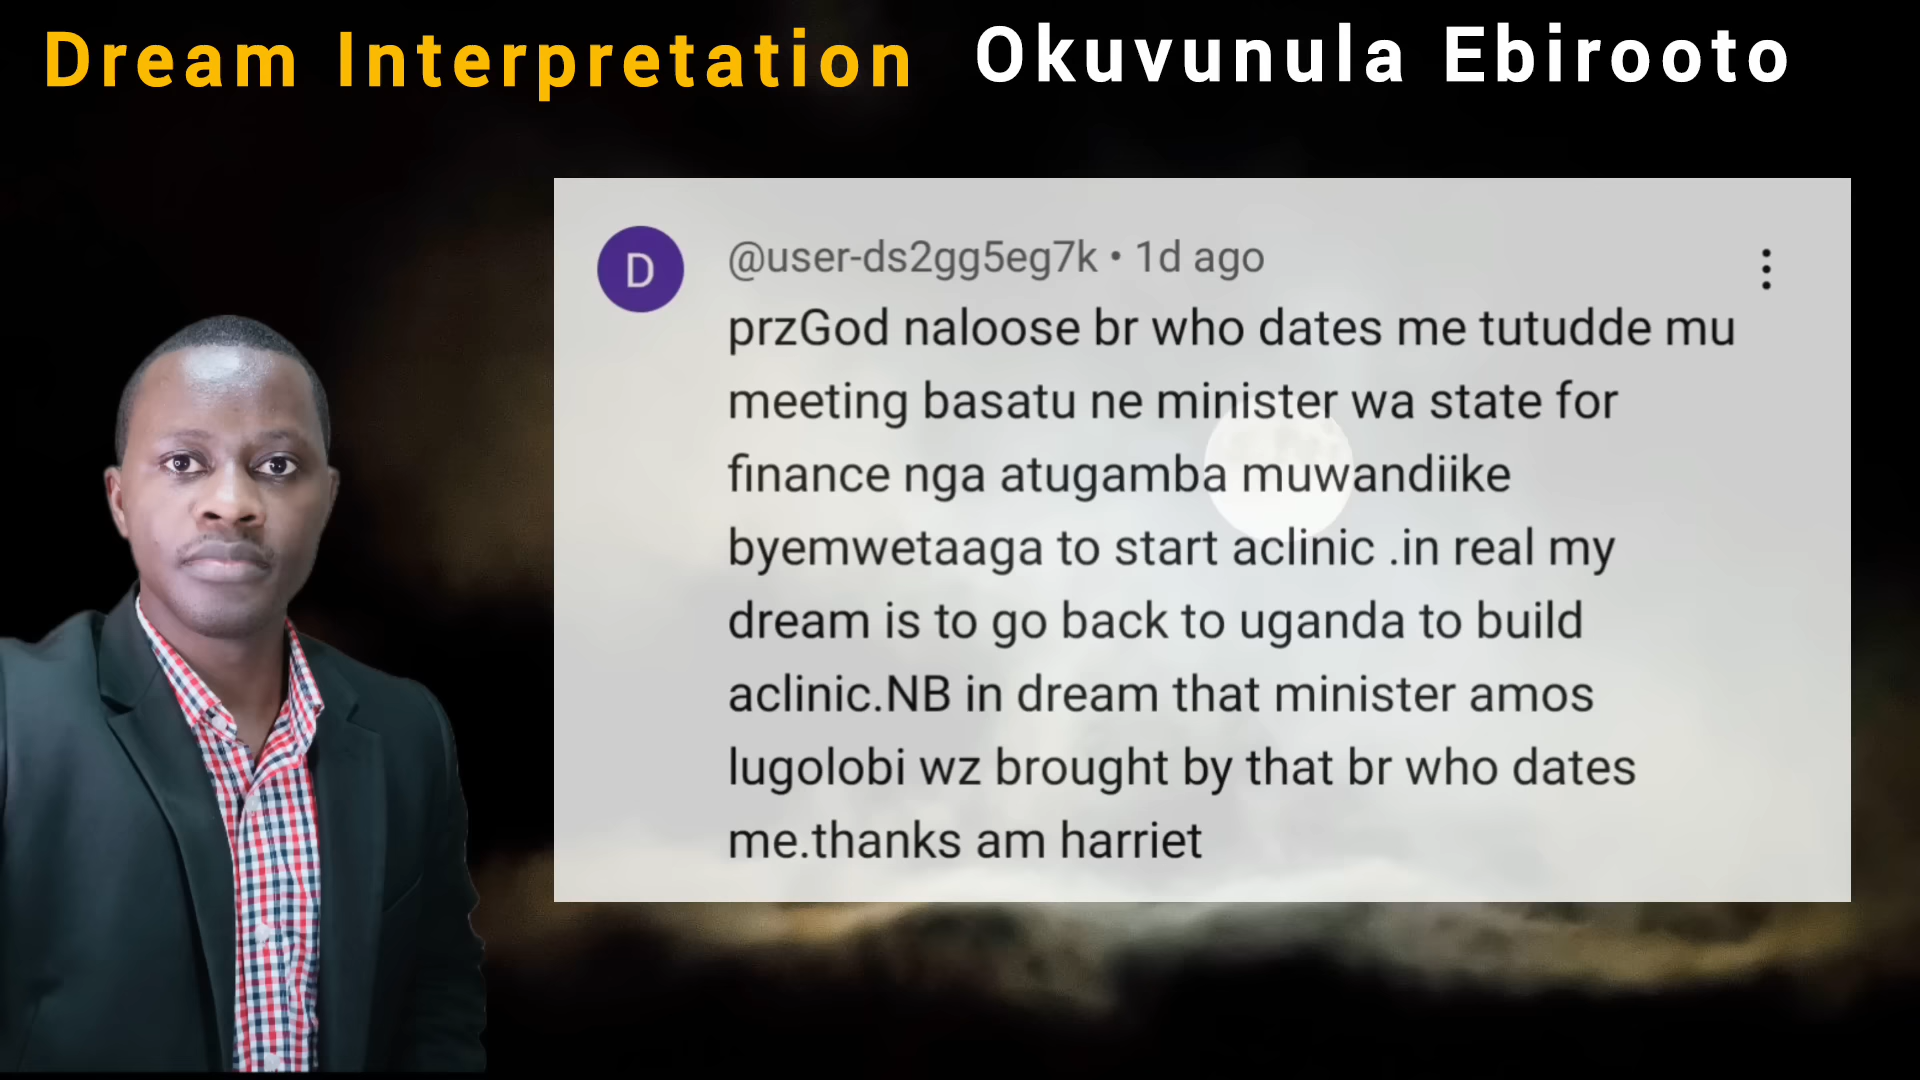 Dream Interpretation Okuvunula Ebirooto
D
@user-ds2gg5eg7k • 1d ago
przGod naloose br who dates me tutudde mu
meeting basatu ne minister wa state for
finance nga atugamba muwandiike
byemwetaaga to start aclinic .in real my
dream is to go back to uganda to build
aclinic.NB in dream that minister amos
lugolobi wz brought by that br who dates
me.thanks am harriet